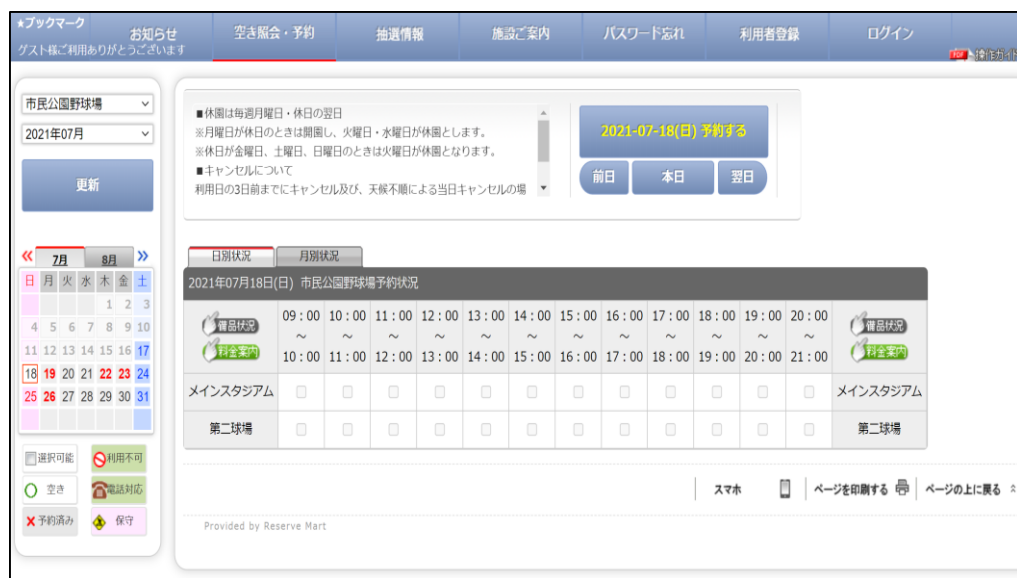 ★ブックマーク
お知らせ 空き照会・予約 抽選情報 施設ご案内 パスワード忘れ 利用者登録 ログイン
ゲスト様ご利用ありがとうございます
PDF 操作ガイド
市民公園野球場
2021年07月
更新
■休園は毎週月曜日・休日の翌日
※月曜日が休日のときは開園し、火曜日・水曜日が休園とします。
※休日が金曜日、土曜日、日曜日のときは火曜日が休園となります。
■キャンセルについて
利用日の3日前までにキャンセル及び、天候不順による当日キャンセルの場
2021-07-18(日) 予約する
前日 本日 翌日
« 7月 8月 »
日 月 火 水 木 金 土
1 2 3
4 5 6 7 8 9 10
11 12 13 14 15 16 17
18 19 20 21 22 23 24
25 26 27 28 29 30 31
選択可能 利用不可
空き 電話対応
予約済み 保守
日別状況 月別状況
2021年07月18日(日) 市民公園野球場予約状況
備品状況 09:00 10:00 11:00 12:00 13:00 14:00 15:00 16:00 17:00 18:00 19:00 20:00 備品状況
～ ～ ～ ～ ～ ～ ～ ～ ～ ～ ～ ～
料金案内 10:00 11:00 12:00 13:00 14:00 15:00 16:00 17:00 18:00 19:00 20:00 21:00 料金案内
メインスタジアム メインスタジアム
第二球場 第二球場
スマホ ページを印刷する ページの上に戻る
Provided by Reserve Mart